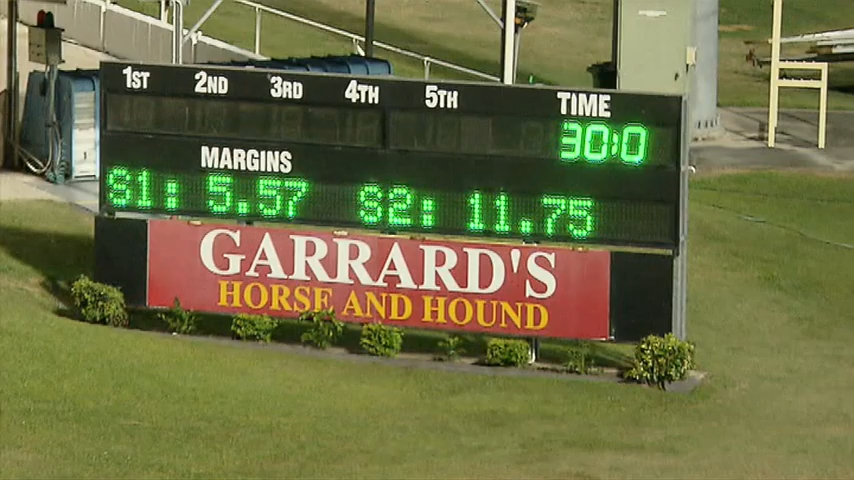 1ST 2ND 3RD 4TH 5TH TIME
30:0
MARGINS
S1: 5.57 S2: 11.75
GARRARD'S
HORSE AND HOUND